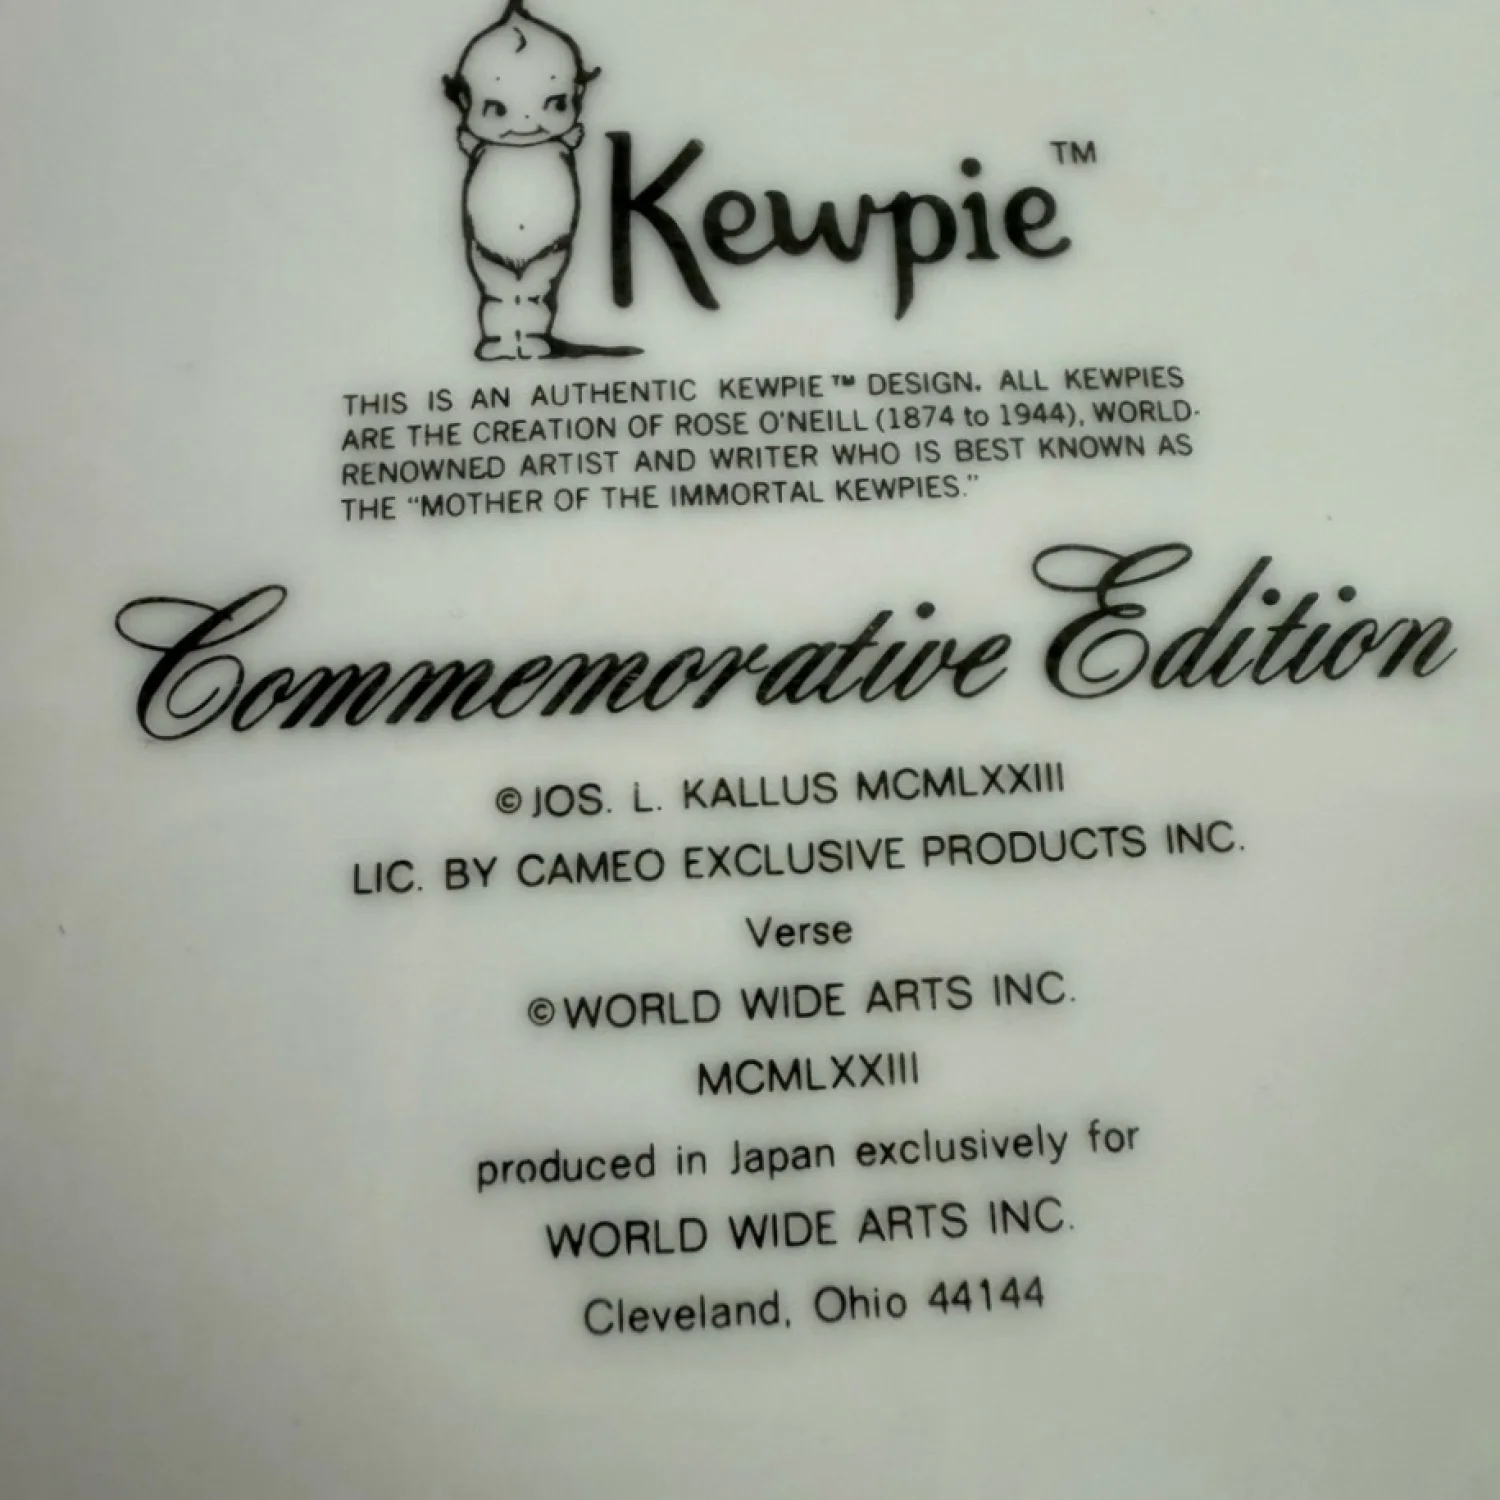 Kewpie™
THIS IS AN AUTHENTIC KEWPIE™ DESIGN. ALL KEWPIES
ARE THE CREATION OF ROSE O'NEILL (1874 to 1944), WORLD-
RENOWNED ARTIST AND WRITER WHO IS BEST KNOWN AS
THE “MOTHER OF THE IMMORTAL KEWPIES.”
Commemorative Edition
© JOS. L. KALLUS MCMLXXIII
LIC. BY CAMEO EXCLUSIVE PRODUCTS INC.
Verse
© WORLD WIDE ARTS INC.
MCMLXXIII
produced in Japan exclusively for
WORLD WIDE ARTS INC.
Cleveland, Ohio 44144